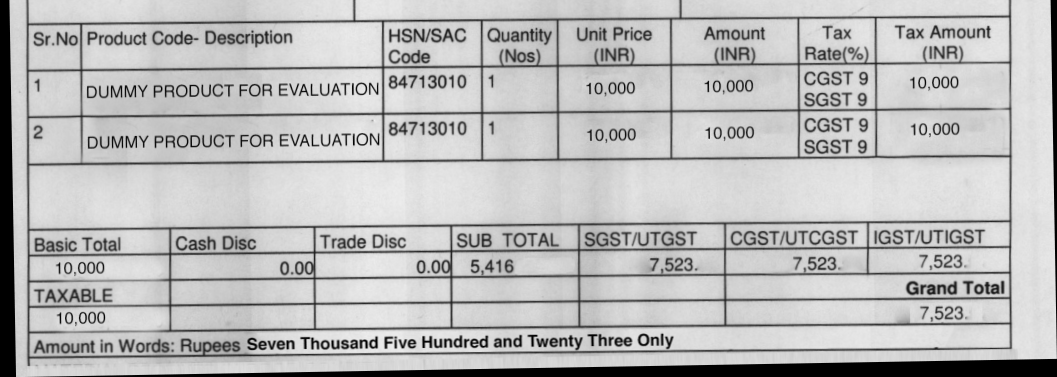 Sr.No Product Code- Description HSN/SAC Code Quantity (Nos) Unit Price (INR) Amount (INR) Tax Rate(%) Tax Amount (INR)
1 DUMMY PRODUCT FOR EVALUATION 84713010 1 10,000 10,000 CGST 9 SGST 9 10,000
2 DUMMY PRODUCT FOR EVALUATION 84713010 1 10,000 10,000 CGST 9 SGST 9 10,000
Basic Total Cash Disc Trade Disc SUB TOTAL SGST/UTGST CGST/UTCGST IGST/UTIGST
10,000 0.00 0.00 5,416 7,523. 7,523. 7,523.
TAXABLE Grand Total
10,000 7,523.
Amount in Words: Rupees Seven Thousand Five Hundred and Twenty Three Only